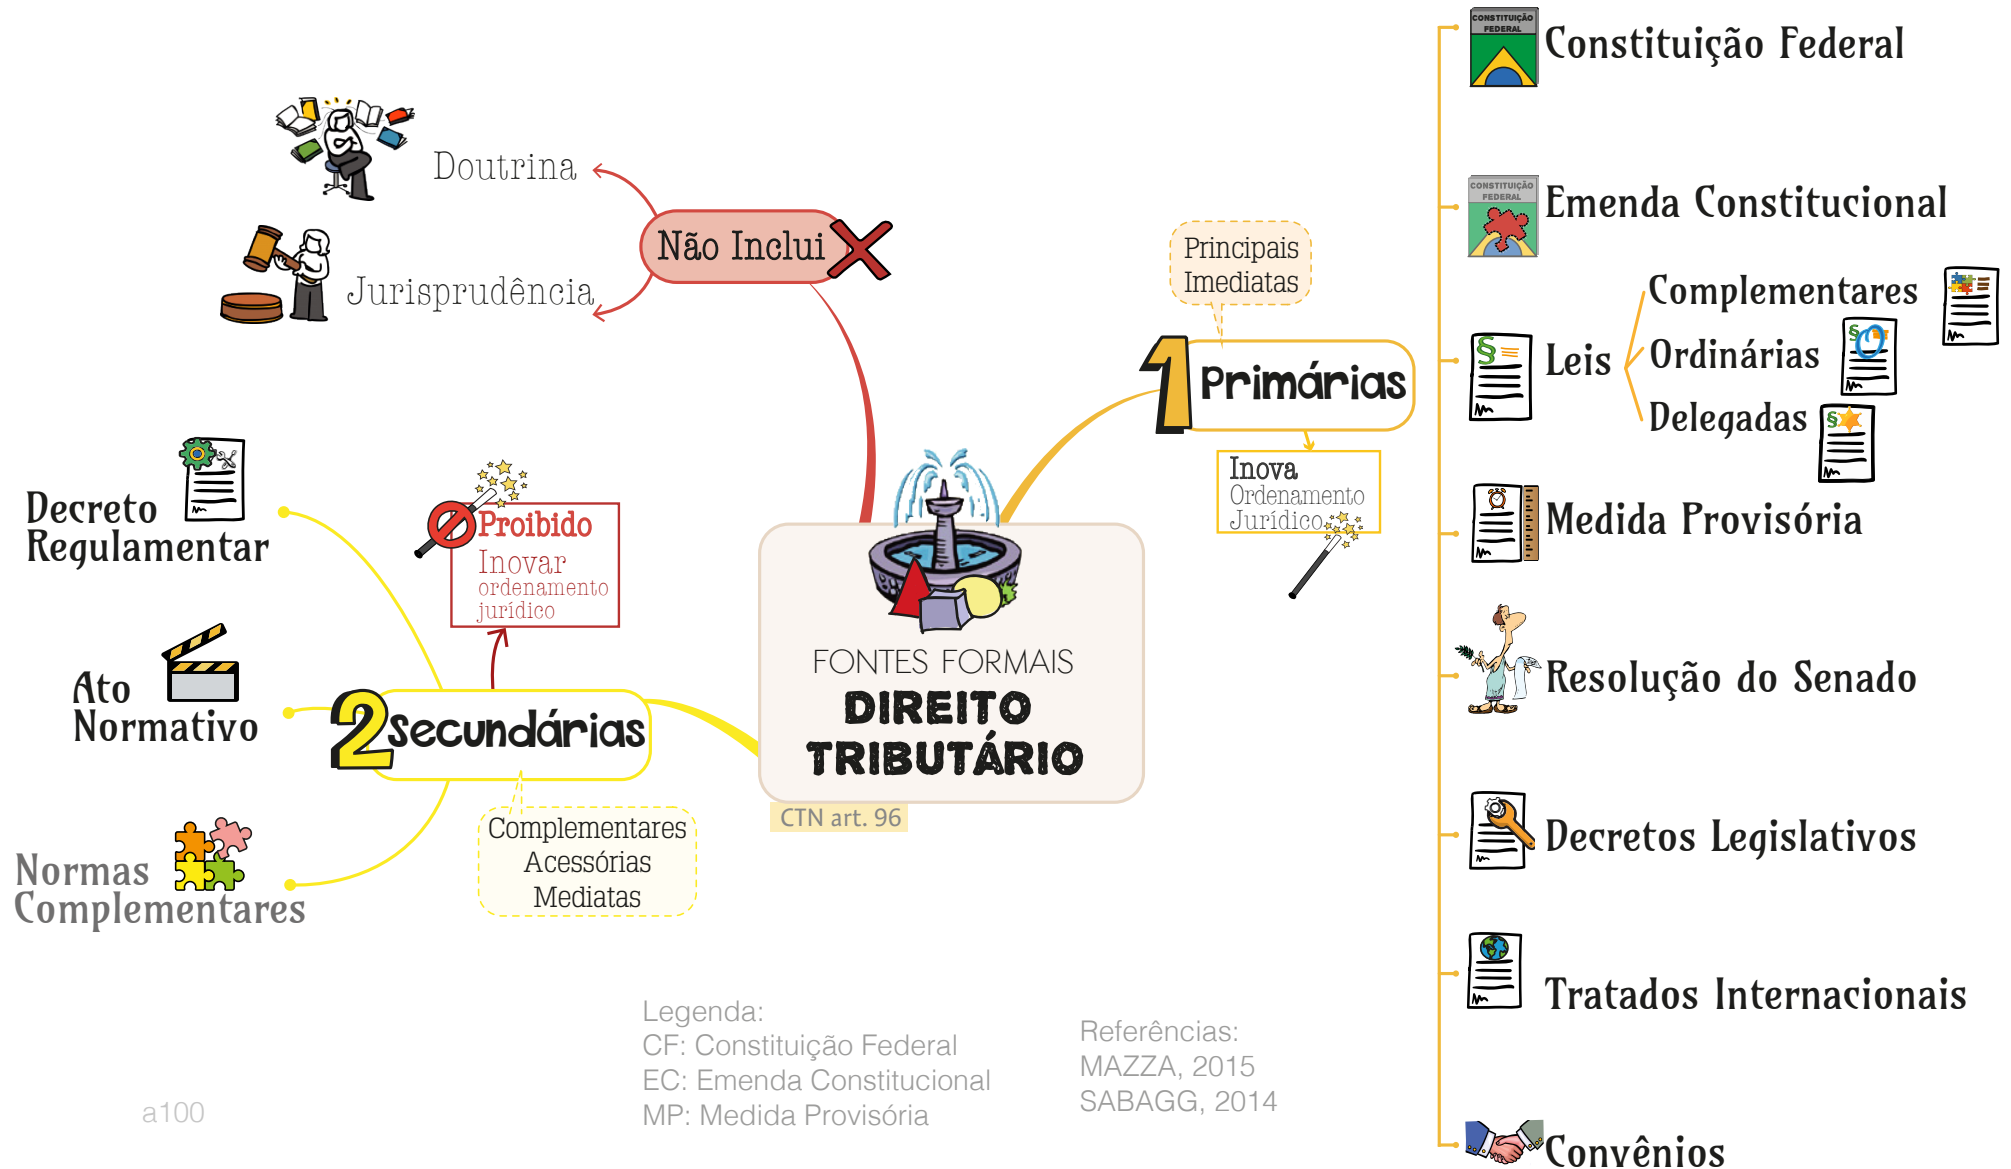 FONTES FORMAIS
DIREITO
TRIBUTÁRIO
CTN art. 96
1
Primárias
Principais
Imediatas
Inova
Ordenamento
Jurídico
CONSTITUIÇÃO
FEDERAL
Constituição Federal
CONSTITUIÇÃO
FEDERAL
Emenda Constitucional
Leis
Complementares
Ordinárias
Delegadas
Medida Provisória
Resolução do Senado
Decretos Legislativos
Tratados Internacionais
Convênios
2
Secundárias
Complementares
Acessórias
Mediatas
Proibido
Inovar
ordenamento
jurídico
Decreto
Regulamentar
Ato
Normativo
Normas
Complementares
Não Inclui
Doutrina
Jurisprudência
Legenda:
CF: Constituição Federal
EC: Emenda Constitucional
MP: Medida Provisória
Referências:
MAZZA, 2015
SABAGG, 2014
a100